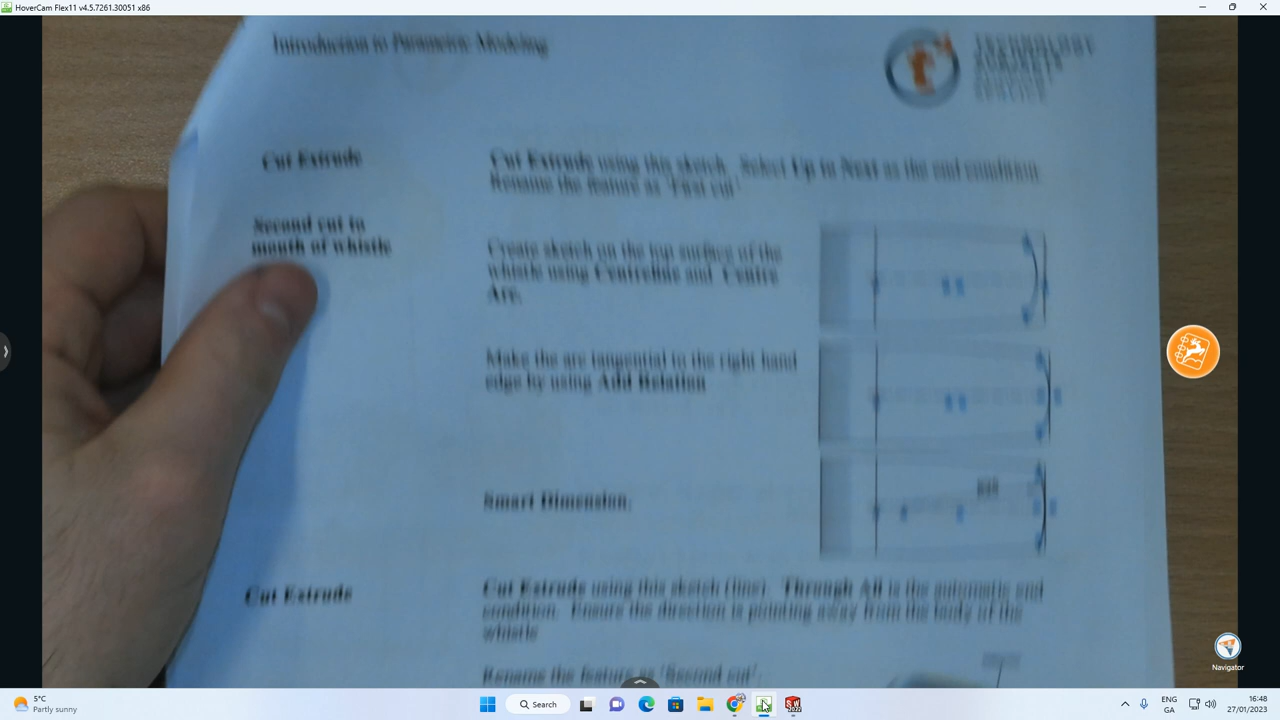 HoverCam Flex11 v4.5.7261.30051 x86
Introduction to Parametric Modeling
TECHNOLOGY
SUBJECTS
SUPPORT
SERVICE
Cut Extrude
Cut Extrude using this sketch. Select Up to Next as the end condition.
Rename the feature as 'First cut'
Second cut to
mouth of whistle
Create sketch on the top surface of the
whistle using Centreline and Centre
Arc.
Make the arc tangential to the right hand
edge by using Add Relation
Smart Dimension.
Cut Extrude
Cut Extrude using this sketch (line). Through All is the automatic end
condition. Ensure the direction is pointing away from the body of the
whistle
Rename the feature as 'Second cut'.
Navigator
5°C
Partly sunny
Search
ENG
GA
16:48
27/01/2023